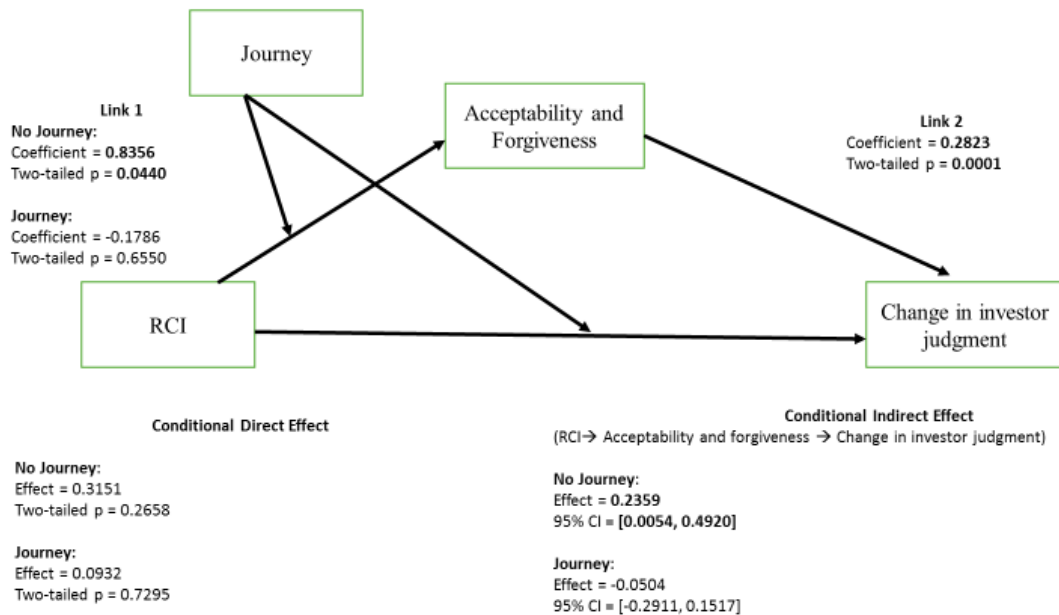 Journey
Link 1
No Journey:
Coefficient = 0.8356
Two-tailed p = 0.0440
Journey:
Coefficient = -0.1786
Two-tailed p = 0.6550
Acceptability and
Forgiveness
Link 2
Coefficient = 0.2823
Two-tailed p = 0.0001
RCI
Change in investor
judgment
Conditional Direct Effect
No Journey:
Effect = 0.3151
Two-tailed p = 0.2658
Journey:
Effect = 0.0932
Two-tailed p = 0.7295
Conditional Indirect Effect
(RCI→ Acceptability and forgiveness → Change in investor judgment)
No Journey:
Effect = 0.2359
95% CI = [0.0054, 0.4920]
Journey:
Effect = -0.0504
95% CI = [-0.2911, 0.1517]